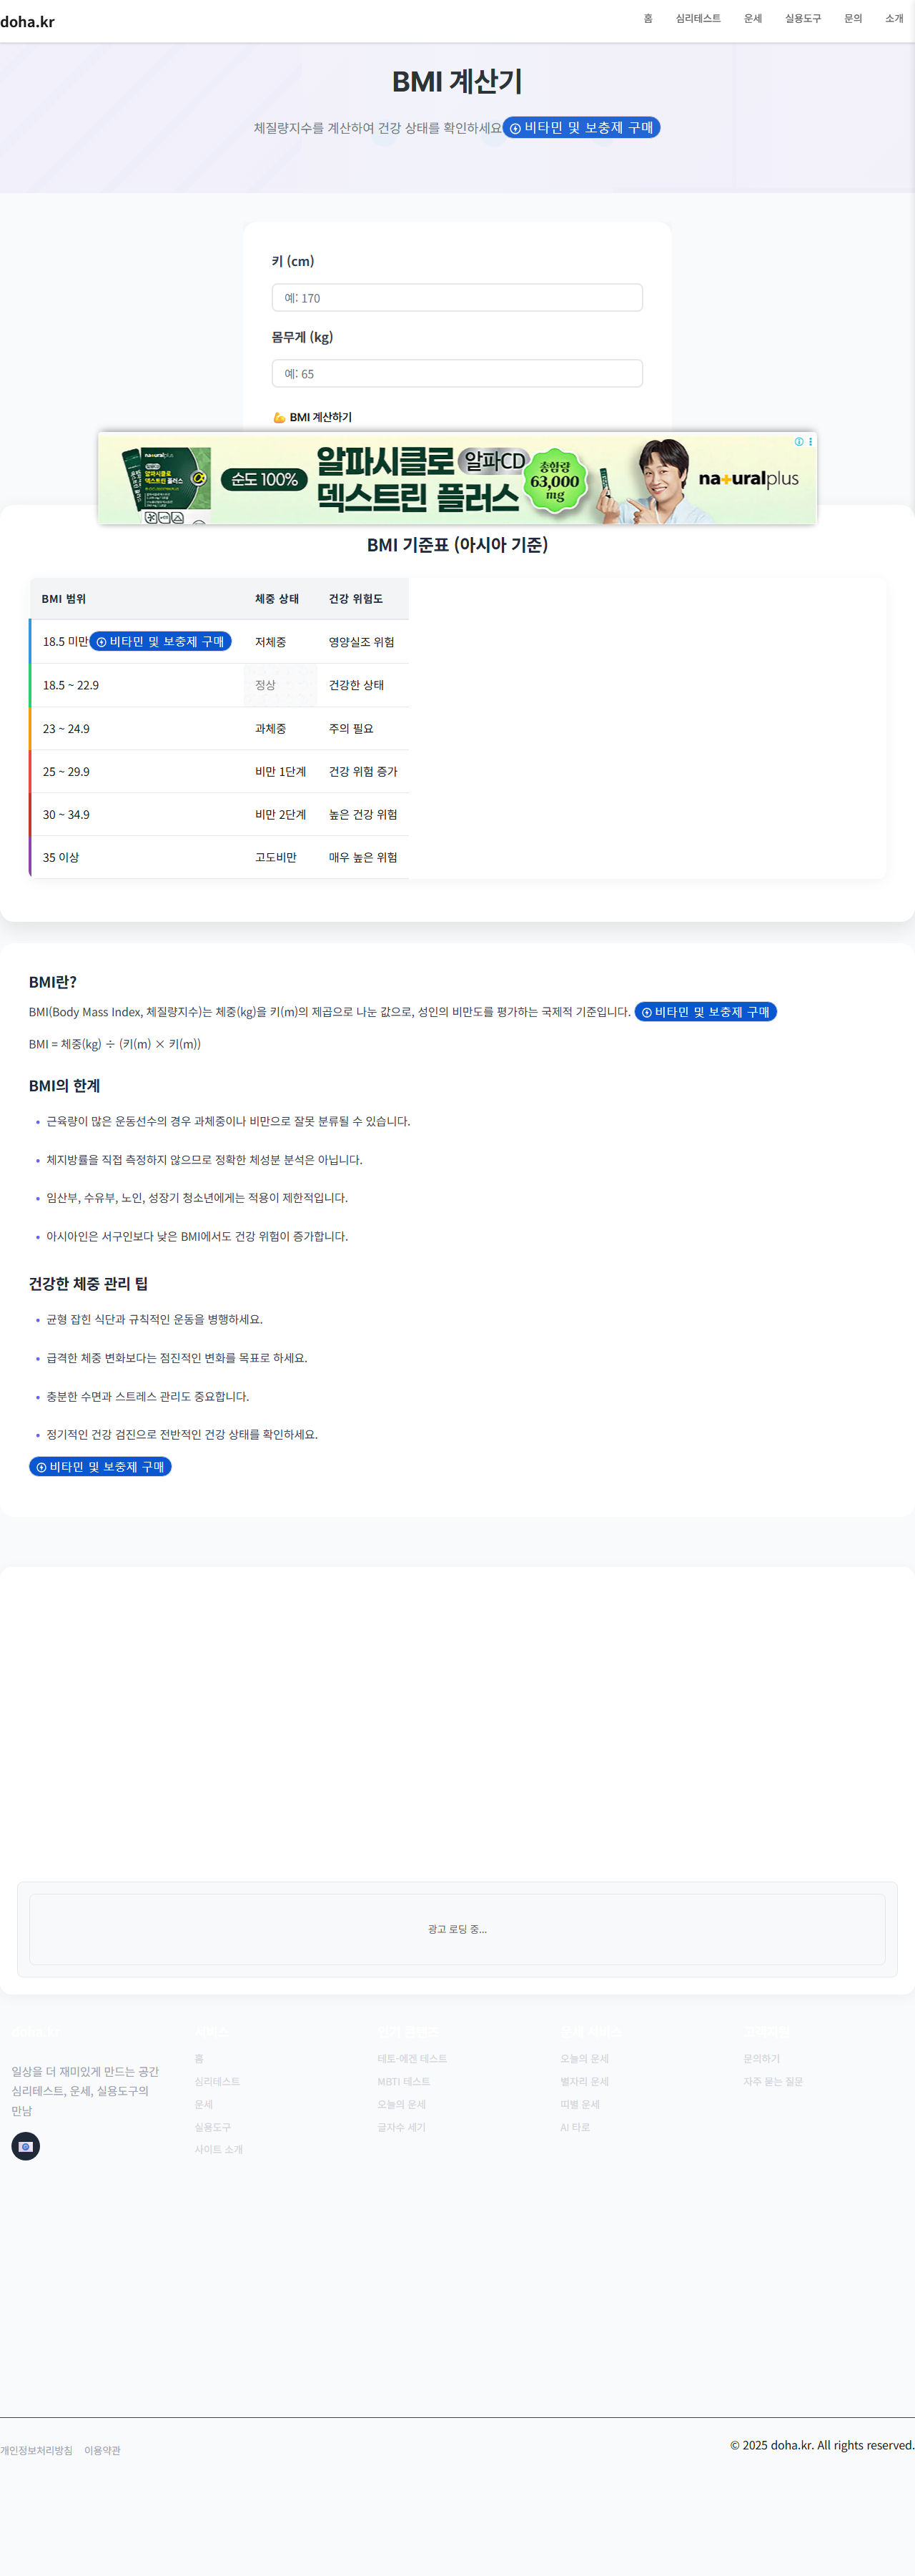 doha.kr
홈 심리테스트 운세 실용도구 문의 소개
BMI 계산기
체질량지수를 계산하여 건강 상태를 확인하세요 비타민 및 보충제 구매
키 (cm)
예: 170
몸무게 (kg)
예: 65
💪 BMI 계산하기
순도 100%
알파시클로 알파CD
덱스트린 플러스
총함량
63,000
mg
na+uralplus
BMI 기준표 (아시아 기준)
BMI 범위 체중 상태 건강 위험도
18.5 미만 비타민 및 보충제 구매 저체중 영양실조 위험
18.5 ~ 22.9 정상 건강한 상태
23 ~ 24.9 과체중 주의 필요
25 ~ 29.9 비만 1단계 건강 위험 증가
30 ~ 34.9 비만 2단계 높은 건강 위험
35 이상 고도비만 매우 높은 위험
BMI란?
BMI(Body Mass Index, 체질량지수)는 체중(kg)을 키(m)의 제곱으로 나눈 값으로, 성인의 비만도를 평가하는 국제적 기준입니다. 비타민 및 보충제 구매
BMI = 체중(kg) ÷ (키(m) × 키(m))
BMI의 한계
• 근육량이 많은 운동선수의 경우 과체중이나 비만으로 잘못 분류될 수 있습니다.
• 체지방률을 직접 측정하지 않으므로 정확한 체성분 분석은 아닙니다.
• 임산부, 수유부, 노인, 성장기 청소년에게는 적용이 제한적입니다.
• 아시아인은 서구인보다 낮은 BMI에서도 건강 위험이 증가합니다.
건강한 체중 관리 팁
• 균형 잡힌 식단과 규칙적인 운동을 병행하세요.
• 급격한 체중 변화보다는 점진적인 변화를 목표로 하세요.
• 충분한 수면과 스트레스 관리도 중요합니다.
• 정기적인 건강 검진으로 전반적인 건강 상태를 확인하세요.
비타민 및 보충제 구매
광고 로딩 중...
일상을 더 재미있게 만드는 공간
심리테스트, 운세, 실용도구의
만남
홈
심리테스트
운세
실용도구
사이트 소개
테토-에겐 테스트
MBTI 테스트
오늘의 운세
글자수 세기
오늘의 운세
별자리 운세
띠별 운세
AI 타로
문의하기
자주 묻는 질문
개인정보처리방침 이용약관
© 2025 doha.kr. All rights reserved.